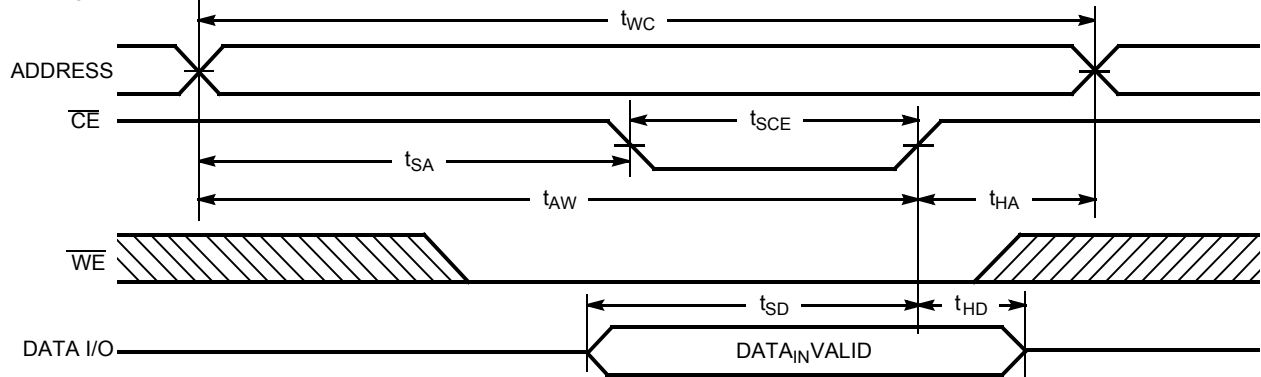 tWC
ADDRESS
CE
tSCE
tSA
tAW
tHA
WE
tSD
tHD
DATA I/O
DATAINVALID